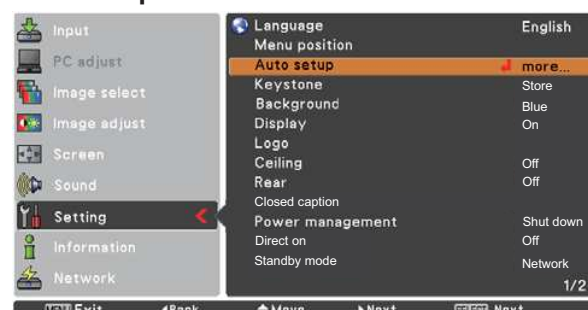 Input
PC adjust
Image select
Image adjust
Screen
Sound
Setting
Information
Network
Language English
Menu position
Auto setup more...
Keystone Store
Background Blue
Display On
Logo
Ceiling Off
Rear Off
Closed caption
Power management Shut down
Direct on Off
Standby mode Network
1/2
Exit Back Move Next Next